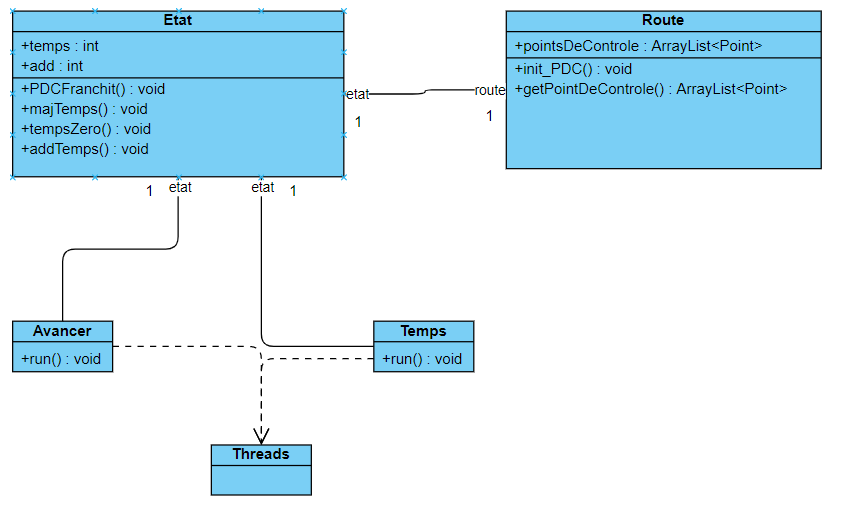 Etat
+temps : int
+add : int
+PDCFranchit() : void
+majTemps() : void
+tempsZero() : void
+addTemps() : void
etat
1
route
1
Route
+pointsDeControle : ArrayList<Point>
+init_PDC() : void
+getPointDeControle() : ArrayList<Point>
1 etat
etat 1
Avancer
+run() : void
Temps
+run() : void
Threads